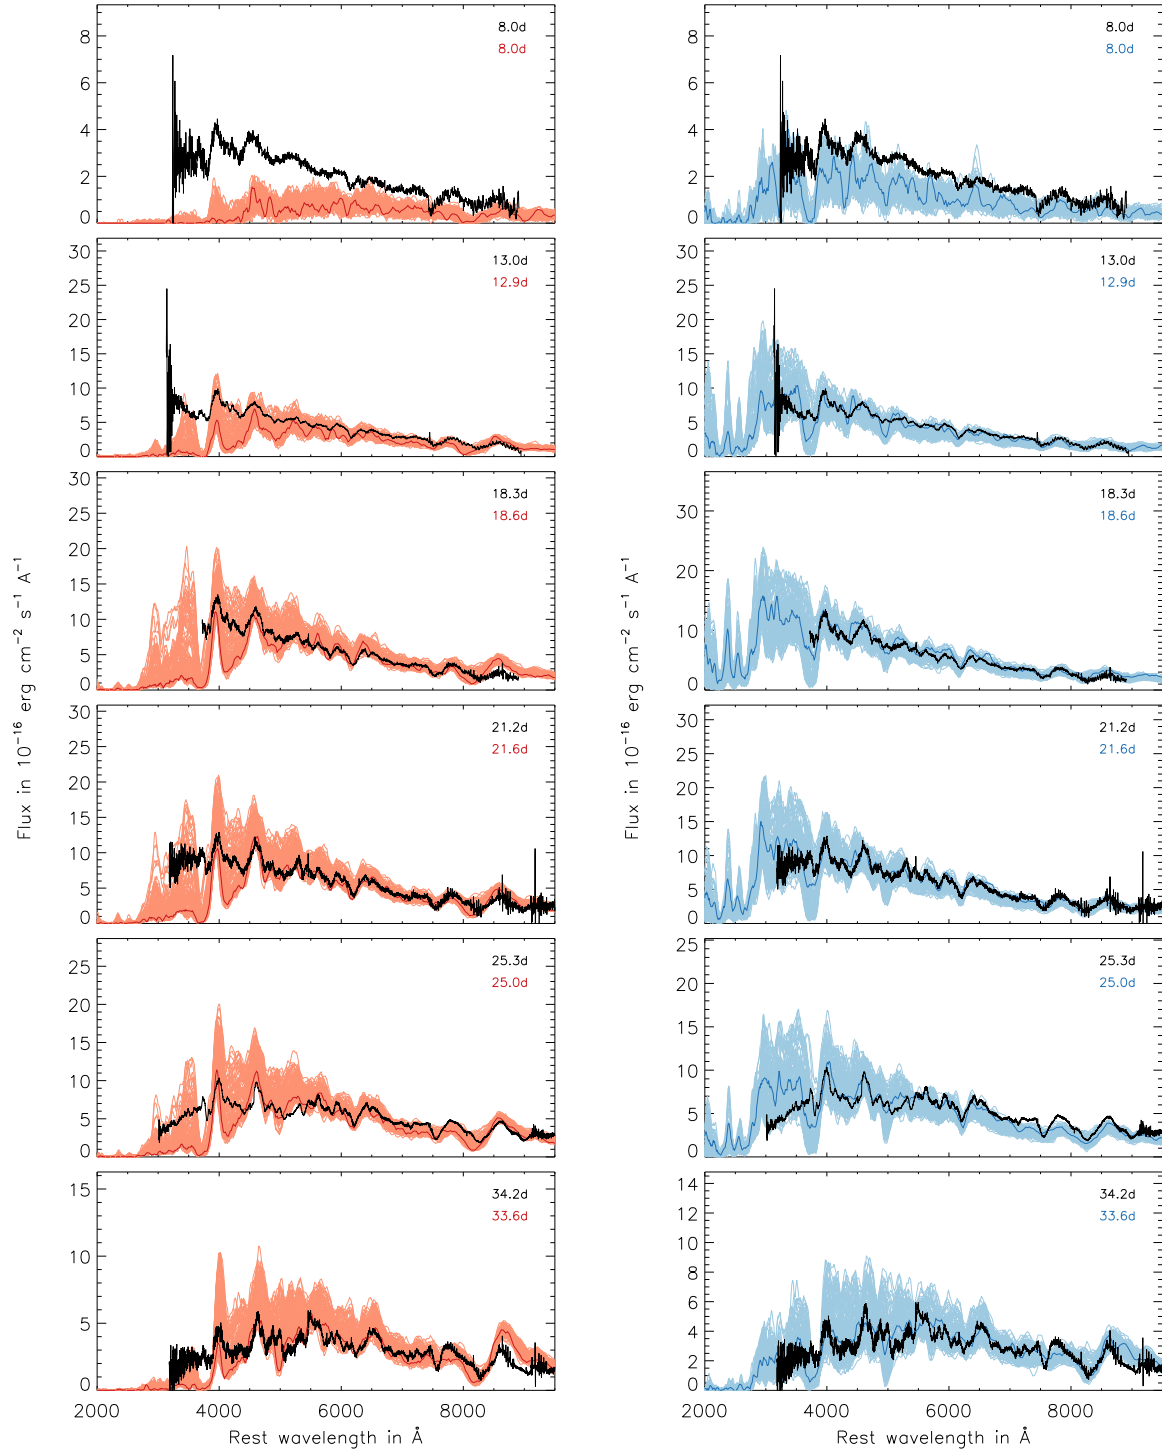 8.0d
8.0d
8
6
4
2
0
8.0d
8.0d
8
6
4
2
0
13.0d
12.9d
30
25
20
15
10
5
0
13.0d
12.9d
30
25
20
15
10
5
0
18.3d
18.6d
30
25
20
15
10
5
0
18.3d
18.6d
30
20
10
0
21.2d
21.6d
30
25
20
15
10
5
0
21.2d
21.6d
30
25
20
15
10
5
0
25.3d
25.0d
25
20
15
10
5
0
25.3d
25.0d
25
20
15
10
5
0
34.2d
33.6d
15
10
5
0
34.2d
33.6d
14
12
10
8
6
4
2
0
2000 4000 6000 8000
2000 4000 6000 8000
Rest wavelength in Å
Rest wavelength in Å
Flux in 10⁻¹⁶ erg cm⁻² s⁻¹ A⁻¹
Flux in 10⁻¹⁶ erg cm⁻² s⁻¹ A⁻¹